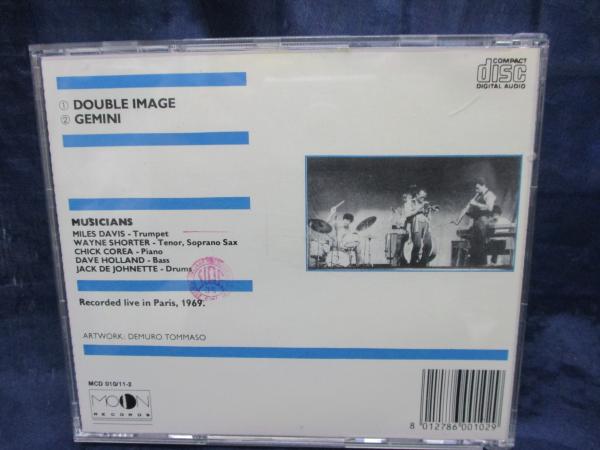 COMPACT
disc
DIGITAL AUDIO
① DOUBLE IMAGE
② GEMINI
MUSICIANS
MILES DAVIS - Trumpet
WAYNE SHORTER - Tenor, Soprano Sax
CHICK COREA - Piano
DAVE HOLLAND - Bass
JACK DE JOHNETTE - Drums
Recorded live in Paris, 1969.
ARTWORK: DEMURO TOMMASO
MCD 010/11-2
MOON
RECORDS
8 012786 001029